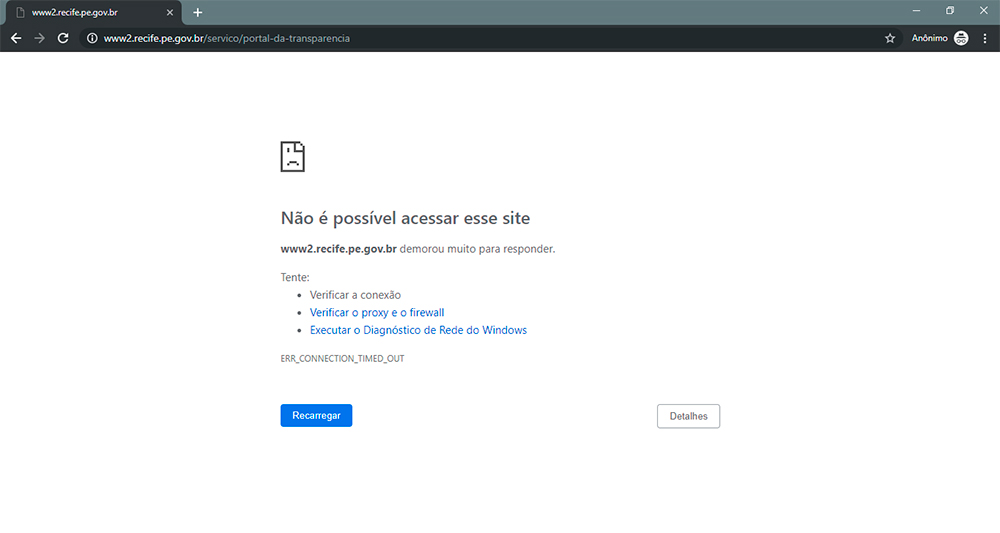 www2.recife.pe.gov.br
www2.recife.pe.gov.br/servico/portal-da-transparencia
Anônimo
Não é possível acessar esse site
www2.recife.pe.gov.br demorou muito para responder.
Tente:
Verificar a conexão
Verificar o proxy e o firewall
Executar o Diagnóstico de Rede do Windows
ERR_CONNECTION_TIMED_OUT
Recarregar
Detalhes